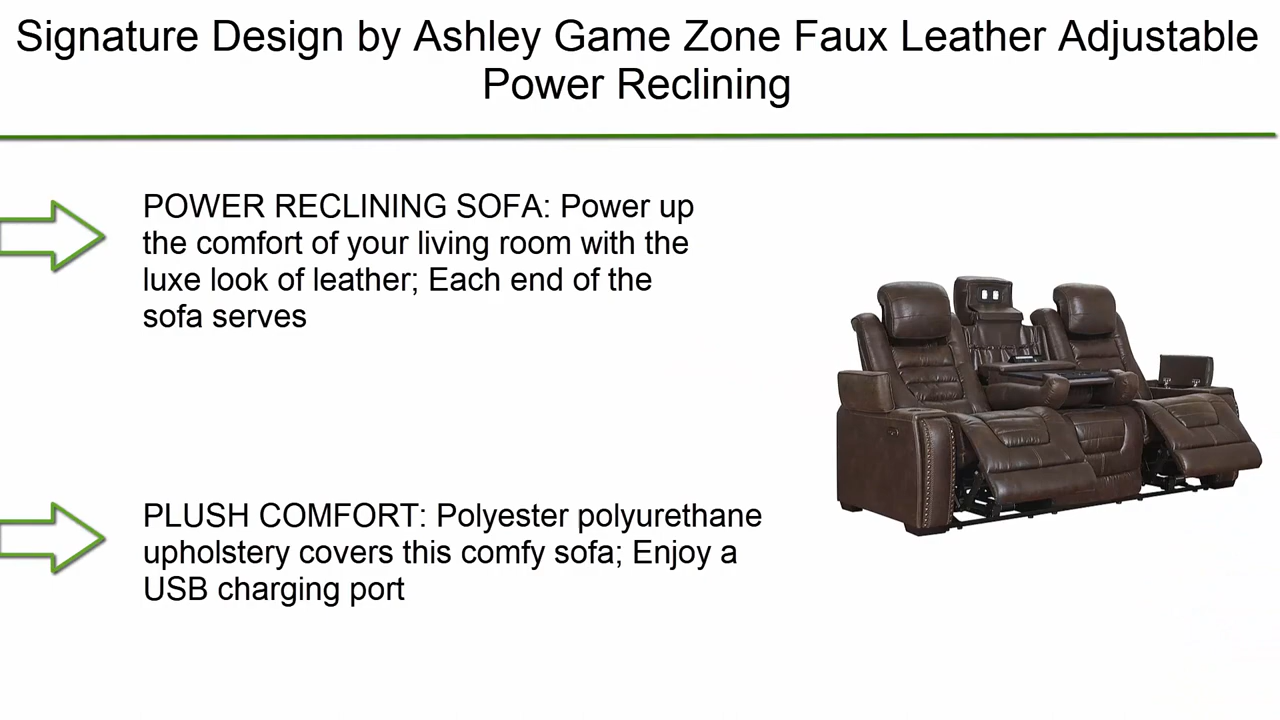 Signature Design by Ashley Game Zone Faux Leather Adjustable
Power Reclining
POWER RECLINING SOFA: Power up
the comfort of your living room with the
luxe look of leather; Each end of the
sofa serves
PLUSH COMFORT: Polyester polyurethane
upholstery covers this comfy sofa; Enjoy a
USB charging port